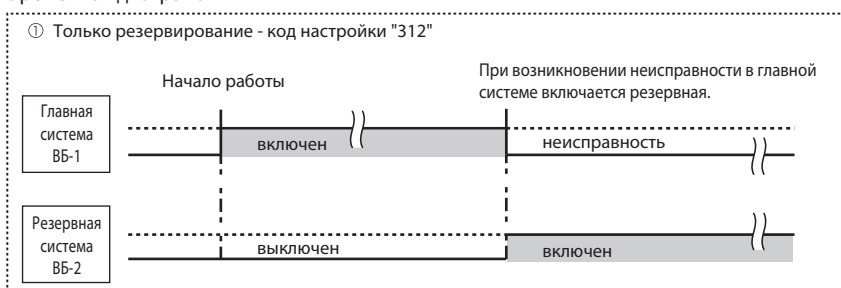 ① Только резервирование - код настройки "312"
Начало работы
При возникновении неисправности в главной
системе включается резервная.
Главная
система
ВБ-1
включен
неисправность
Резервная
система
ВБ-2
выключен
включен